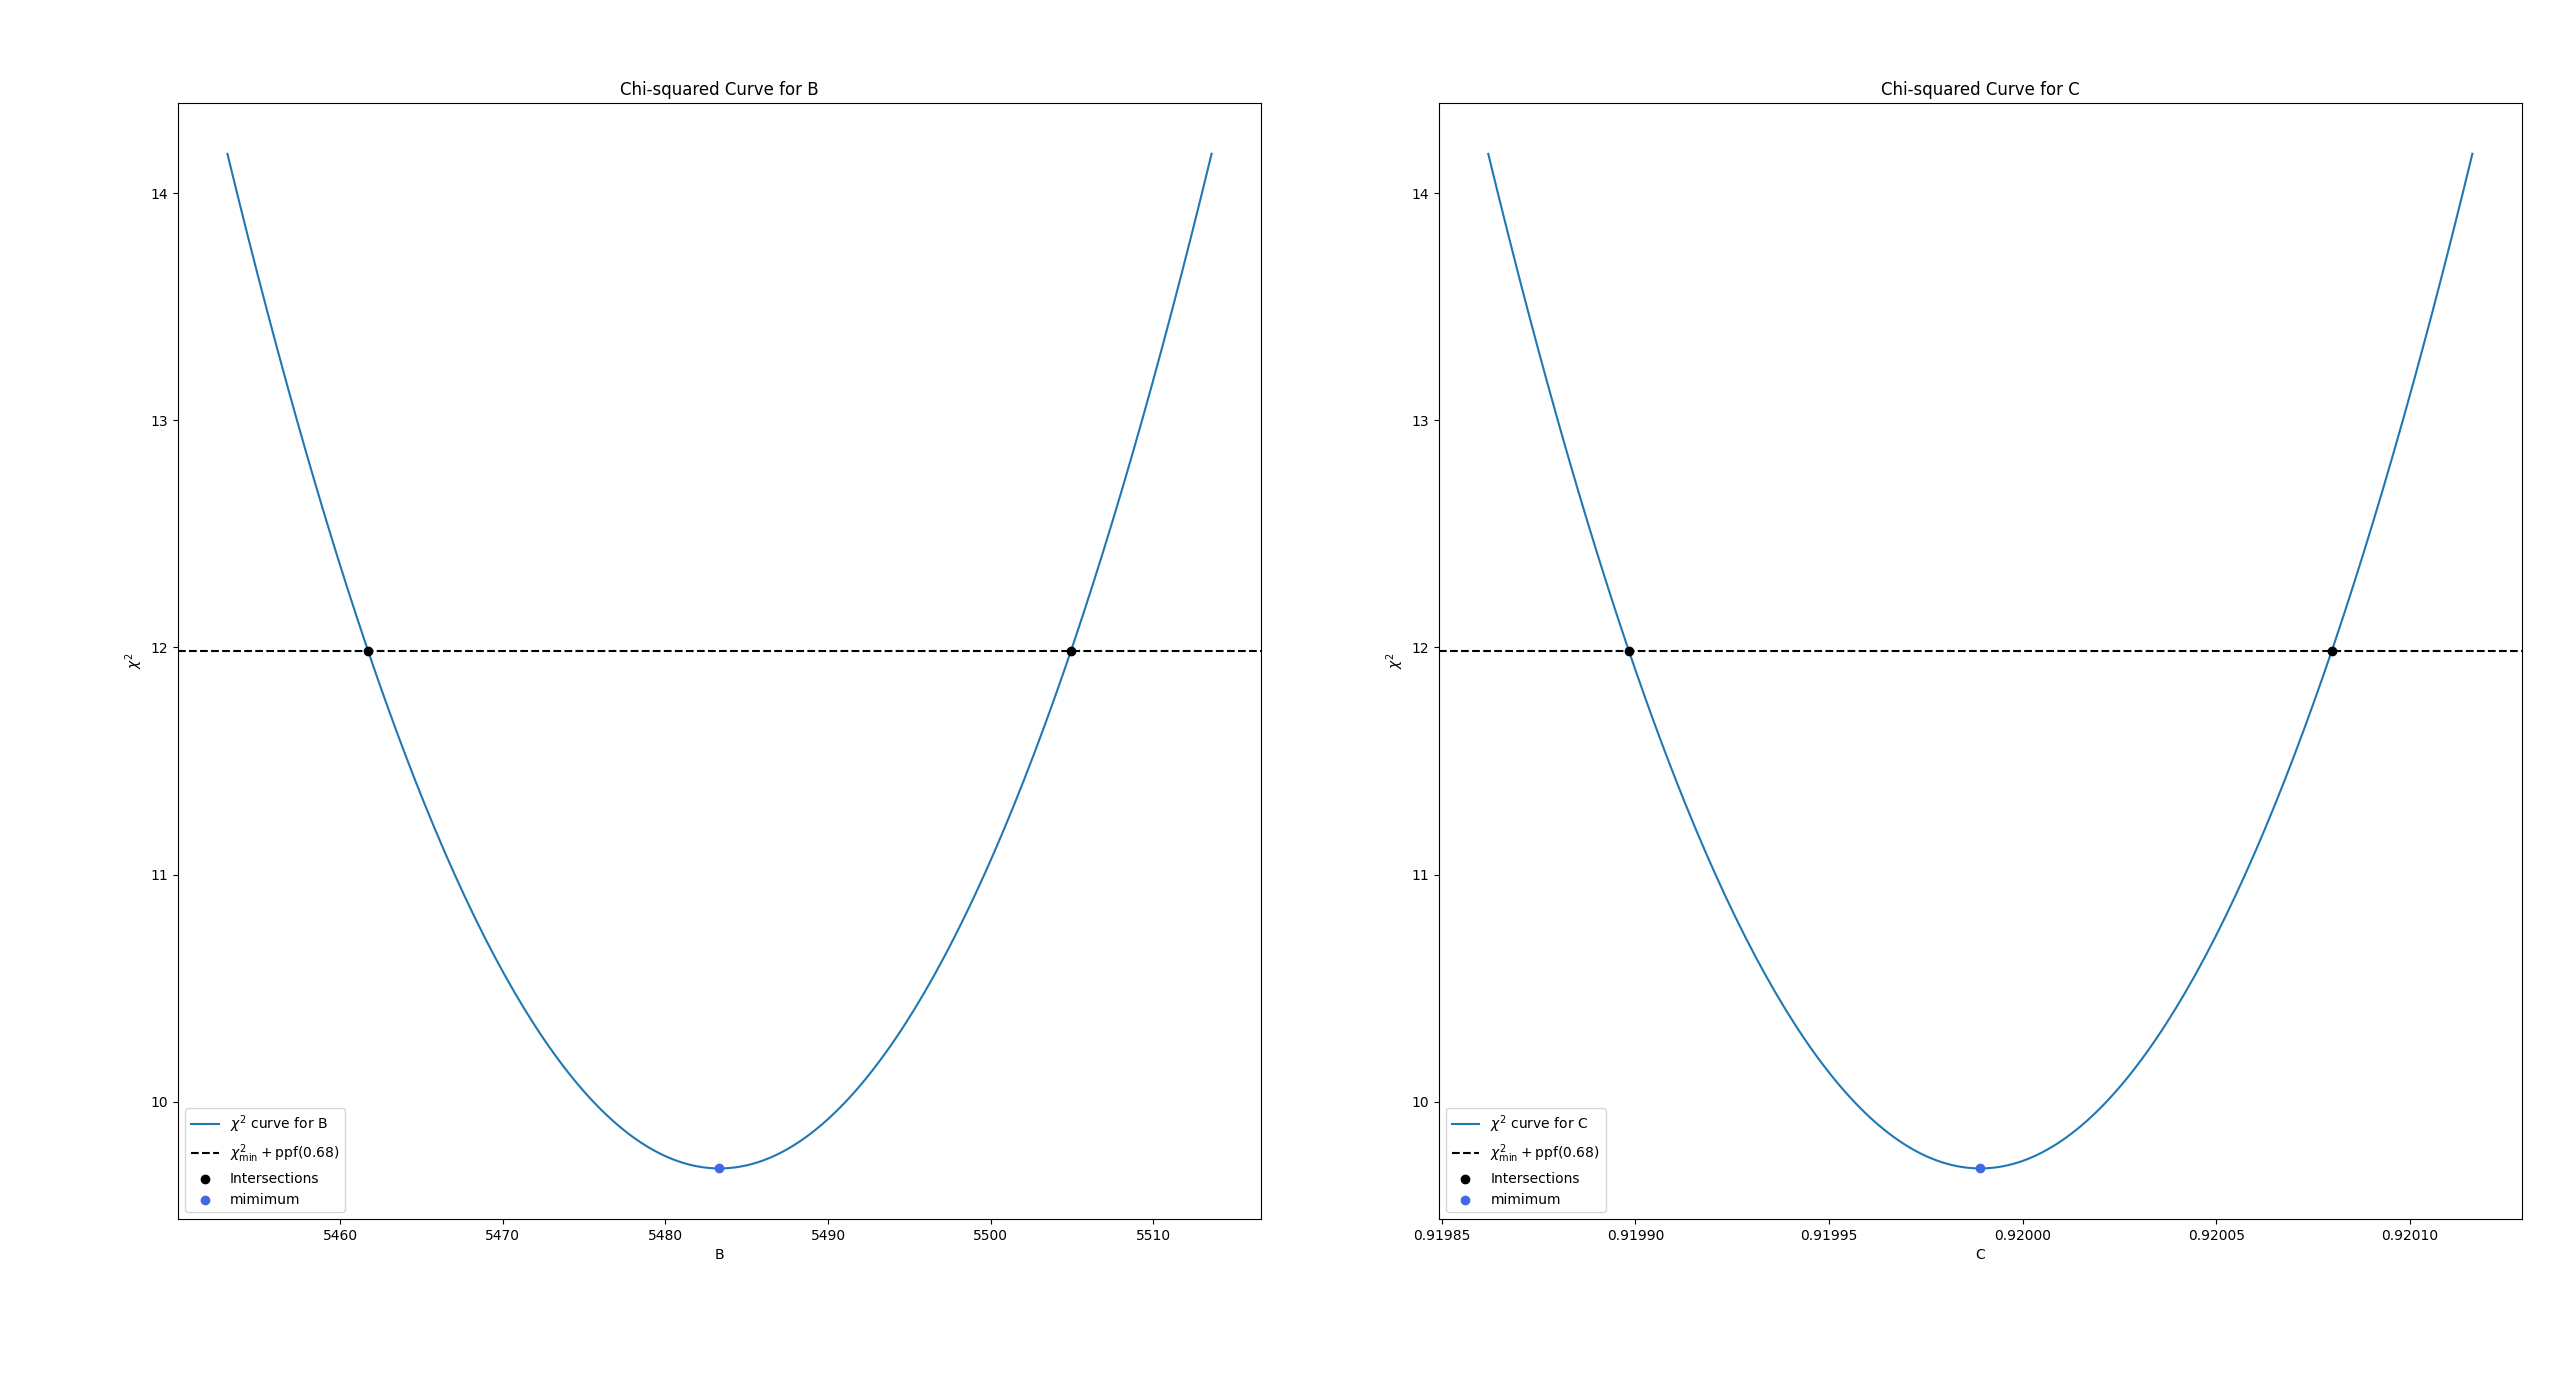 Chi-squared Curve for B
14
13
12
11
10
χ²
5460 5470 5480 5490 5500 5510
B
χ² curve for B
χ²min + ppf(0.68)
Intersections
mimimum
Chi-squared Curve for C
14
13
12
11
10
χ²
0.91985 0.91990 0.91995 0.92000 0.92005 0.92010
C
χ² curve for C
χ²min + ppf(0.68)
Intersections
mimimum